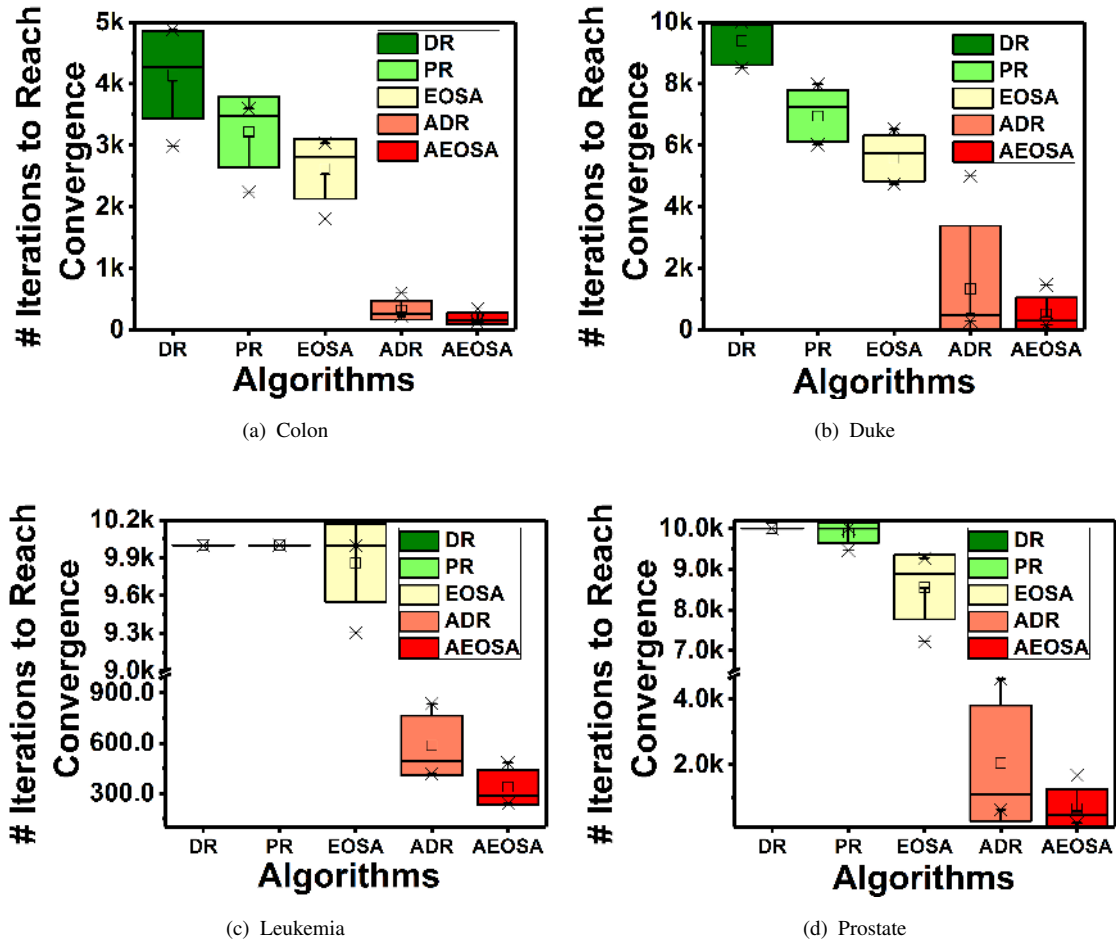 # Iterations to Reach
Convergence
5k
4k
3k
2k
1k
0
DR
PR
EOSA
ADR
AEOSA
DR
PR
EOSA
ADR
AEOSA
Algorithms
(a) Colon
# Iterations to Reach
Convergence
10k
8k
6k
4k
2k
0
DR
PR
EOSA
ADR
AEOSA
DR
PR
EOSA
ADR
AEOSA
Algorithms
(b) Duke
# Iterations to Reach
Convergence
10.2k
9.9k
9.6k
9.3k
9.0k
900.0
600.0
300.0
DR
PR
EOSA
ADR
AEOSA
DR
PR
EOSA
ADR
AEOSA
Algorithms
(c) Leukemia
# Iterations to Reach
Convergence
10.0k
9.0k
8.0k
7.0k
4.0k
2.0k
DR
PR
EOSA
ADR
AEOSA
DR
PR
EOSA
ADR
AEOSA
Algorithms
(d) Prostate